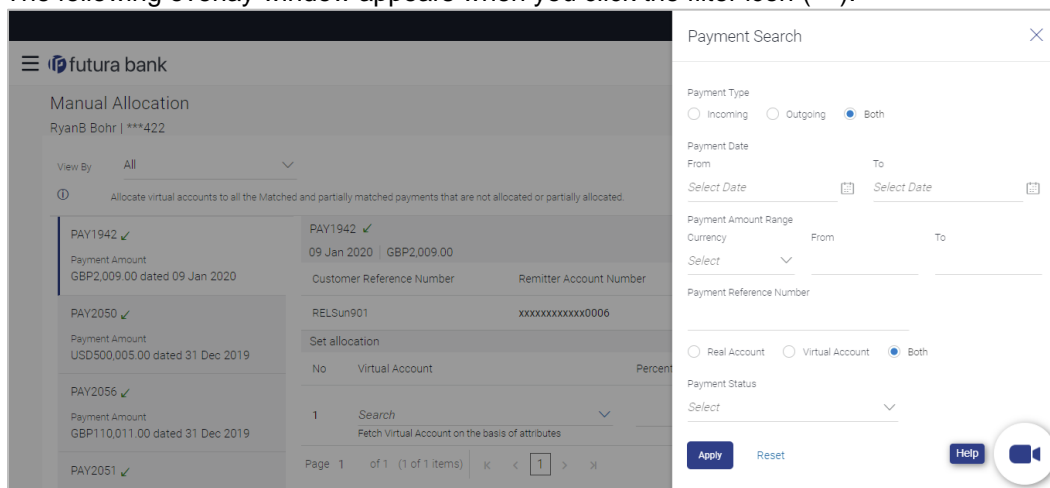 The following overlay window appears when you click the filter icon ( ):
futura bank
Manual Allocation
RyanB Bohr | ***422
View By All
Allocate virtual accounts to all the Matched and partially matched payments that are not allocated or partially allocated.
PAY1942
Payment Amount
GBP2,009.00 dated 09 Jan 2020
PAY2050
Payment Amount
USD500,005.00 dated 31 Dec 2019
PAY2056
Payment Amount
GBP110,011.00 dated 31 Dec 2019
PAY2051
PAY1942
09 Jan 2020 | GBP2,009.00
Customer Reference Number Remitter Account Number
RELSun901 xxxxxxxxxxxx0006
Set allocation
No Virtual Account Percent
1 Search
Fetch Virtual Account on the basis of attributes
Page 1 of 1 (1 of 1 items) 1
Payment Search
Payment Type
Incoming Outgoing Both
Payment Date
From To
Select Date Select Date
Payment Amount Range
Currency From To
Select
Payment Reference Number
Real Account Virtual Account Both
Payment Status
Select
Apply Reset Help